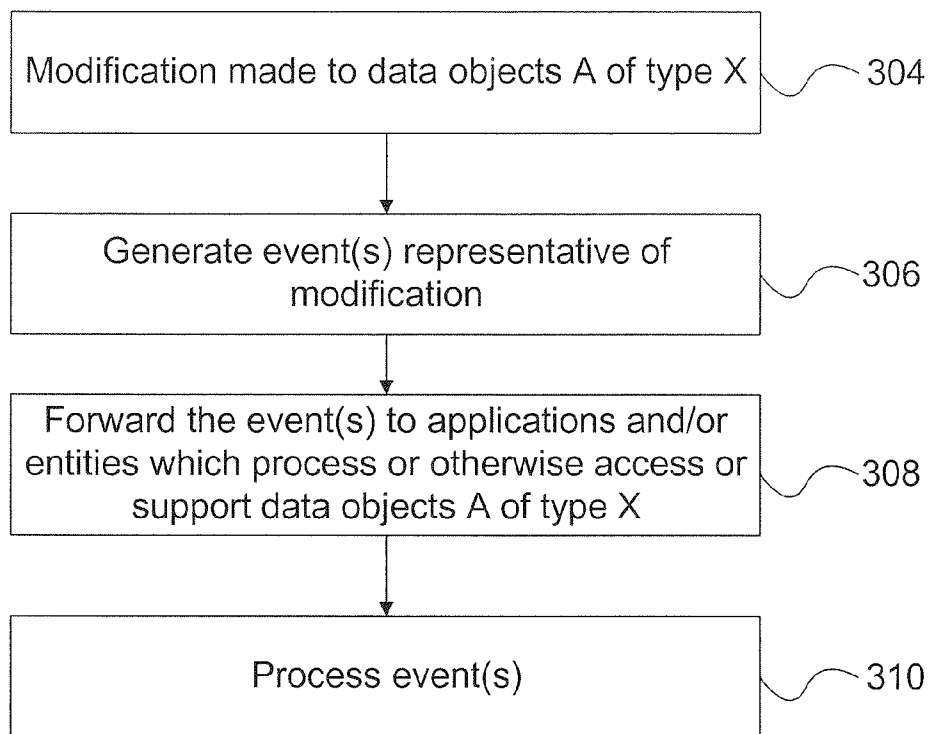 Modification made to data objects A of type X
304
Generate event(s) representative of
modification
306
Forward the event(s) to applications and/or
entities which process or otherwise access or
support data objects A of type X
308
Process event(s)
310